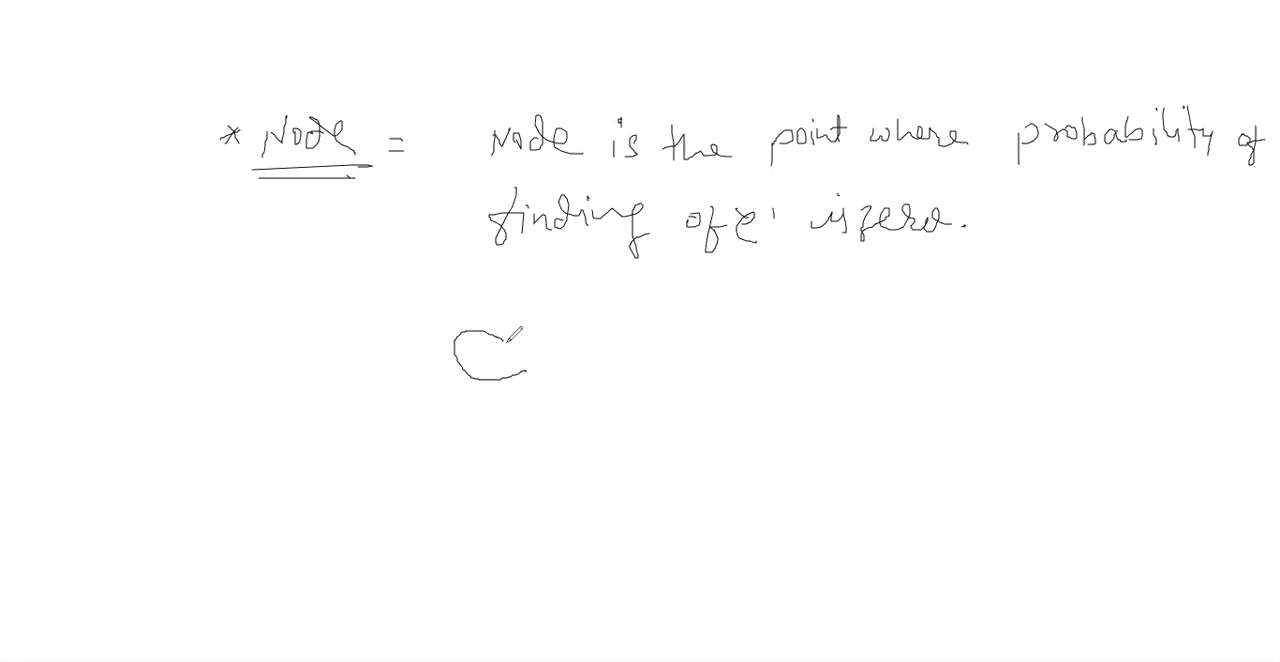 * Node = Node is the point where probability of
finding of e' is zero.